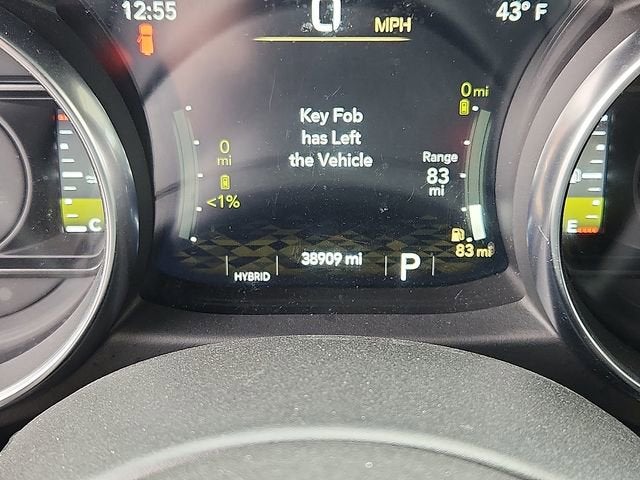 12:55
0
MPH
43° F
0 mi
Key Fob
has Left
the Vehicle
0
mi
<1%
Range
83
mi
83 mi
HYBRID
38909 mi
P
C
E